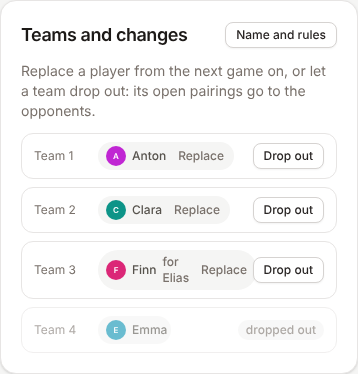 Teams and changes Name and rules
Replace a player from the next game on, or let
a team drop out: its open pairings go to the
opponents.
Team 1 A Anton Replace Drop out
Team 2 C Clara Replace Drop out
Team 3 F Finn for Elias Replace Drop out
Team 4 E Emma dropped out